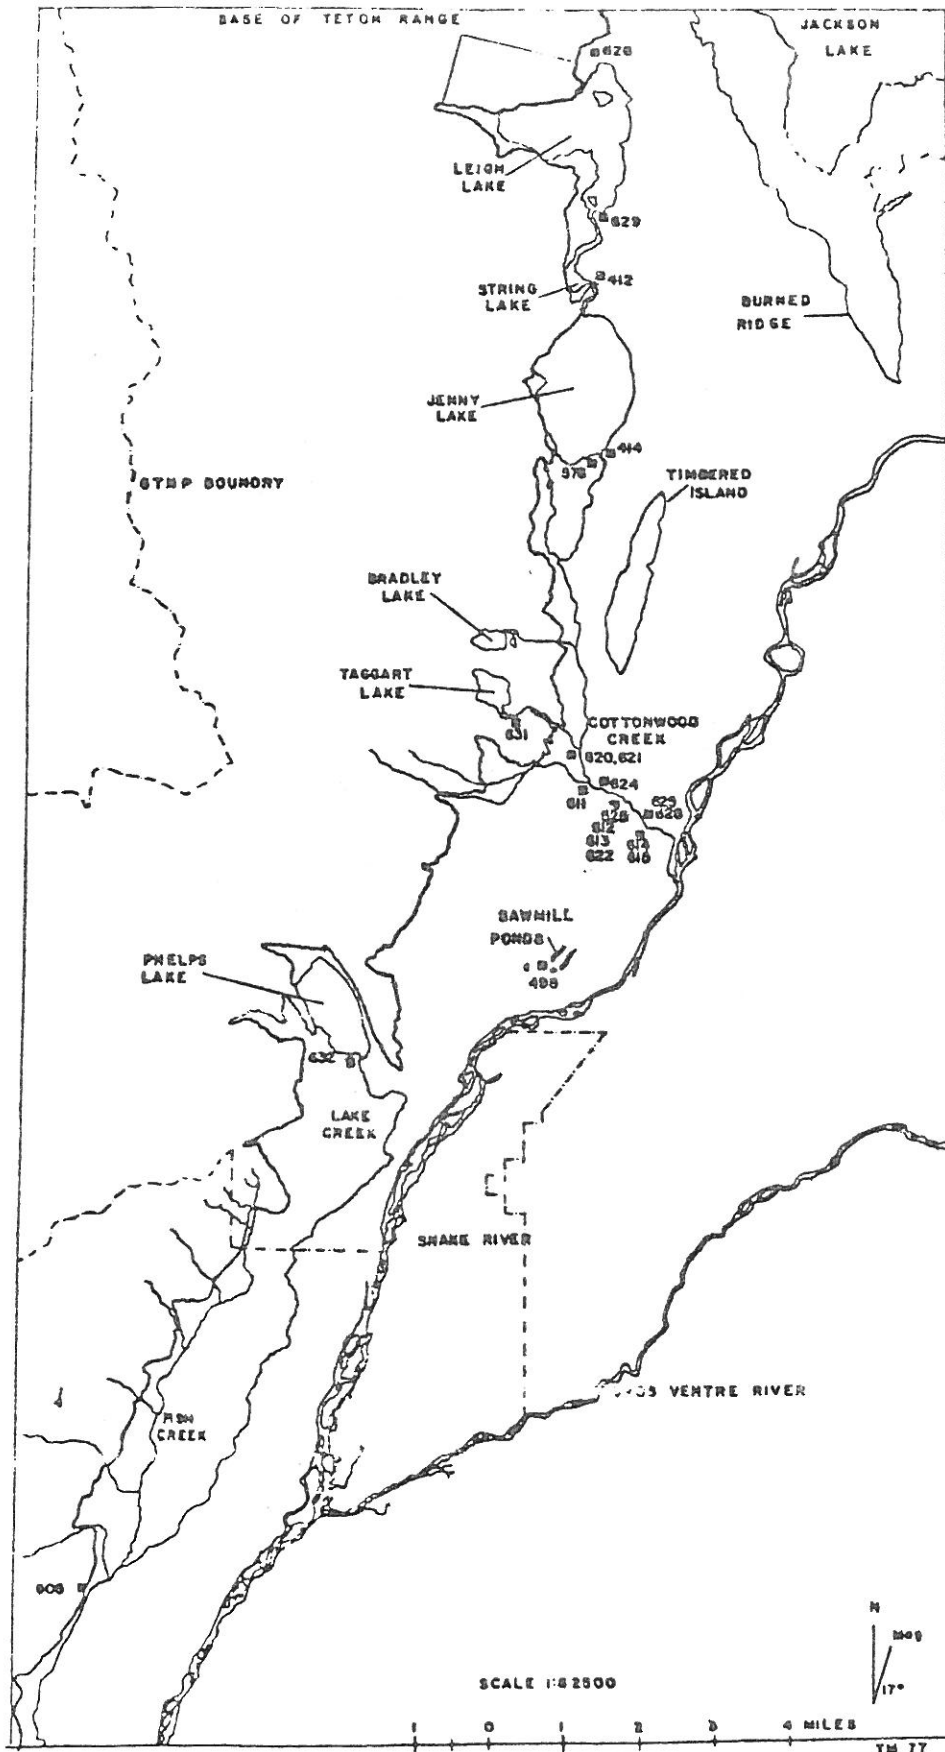 BASE OF TETON RANGE
JACKSON
LAKE
628
LEIGH
LAKE
629
412
STRING
LAKE
BURNED
RIDGE
JENNY
LAKE
414
TIMBERED
ISLAND
GTNP BOUNDRY
BRADLEY
LAKE
TAGGART
LAKE
631
COTTONWOOD
CREEK
620,621
624
611
612
613
622
SAWMILL
PONDS
498
PHELPS
LAKE
632
LAKE
CREEK
SNAKE RIVER
VENTRE RIVER
FISH
CREEK
SCALE 1:62500
N
Mag
17°
1 0 1 2 3 4 MILES
TM 77